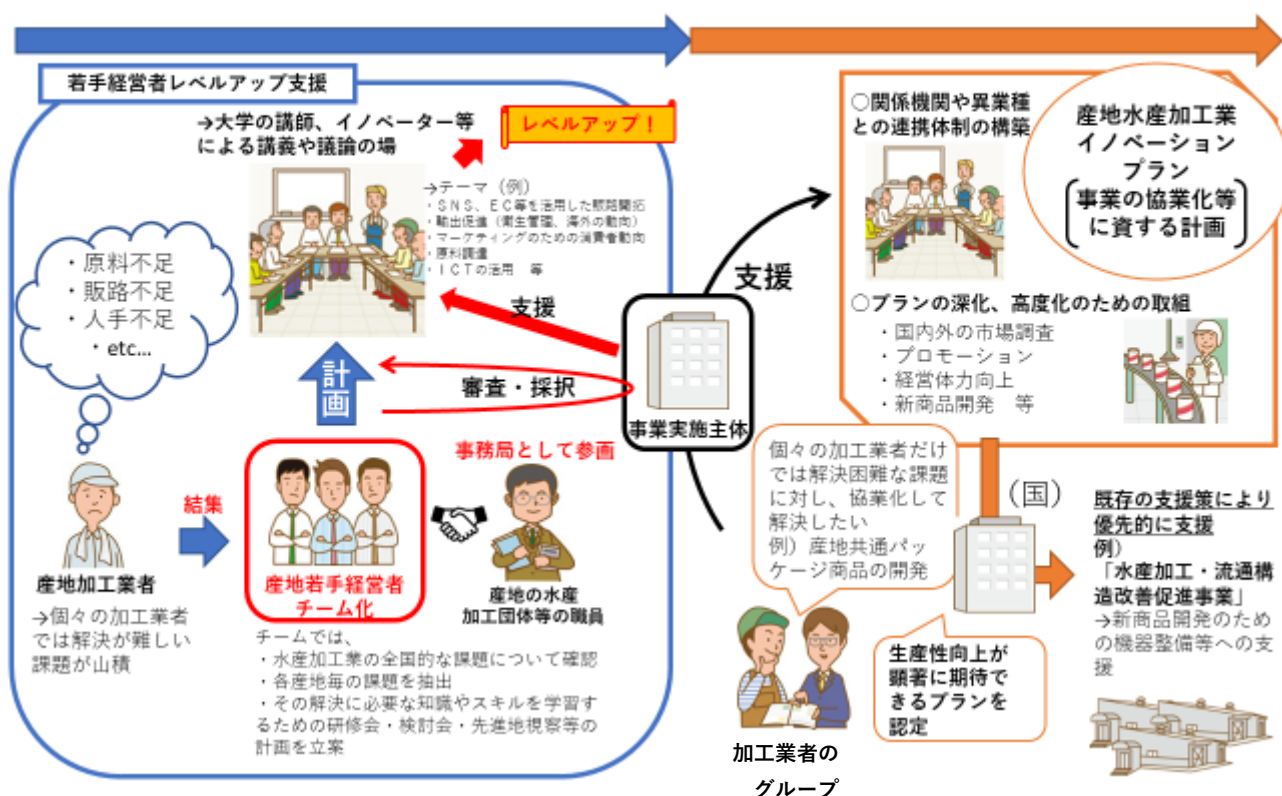 若手経営者レベルアップ支援
→大学の講師、イノベーター等
による講義や議論の場
レベルアップ！
→テーマ（例）
・ＳＮＳ、ＥＣ等を活用した販路開拓
・輸出促進（衛生管理、海外の動向）
・マーケティングのための消費者動向
・原料調達
・ＩＣＴの活用　等
・原料不足
・販路不足
・人手不足
・etc…
支援
計画
審査・採択
事業実施主体
産地加工業者
→個々の加工業者
では解決が難しい
課題が山積
結集
産地若手経営者
チーム化
事務局として参画
産地の水産
加工団体等の職員
チームでは、
・水産加工業の全国的な課題について確認
・各産地毎の課題を抽出
・その解決に必要な知識やスキルを学習す
るための研修会・検討会・先進地視察等の
計画を立案
支援
○関係機関や異業種
との連携体制の構築
産地水産加工業
イノベーション
プラン
事業の協業化等
に資する計画
○プランの深化、高度化のための取組
・国内外の市場調査
・プロモーション
・経営体力向上
・新商品開発　等
個々の加工業者だけ
では解決困難な課題
に対し、協業化して
解決したい
例）産地共通パッ
ケージ商品の開発
加工業者の
グループ
（国）
生産性向上が
顕著に期待で
きるプランを
認定
既存の支援策により
優先的に支援
例）
「水産加工・流通構
造改善促進事業」
→新商品開発のため
の機器整備等への支
援